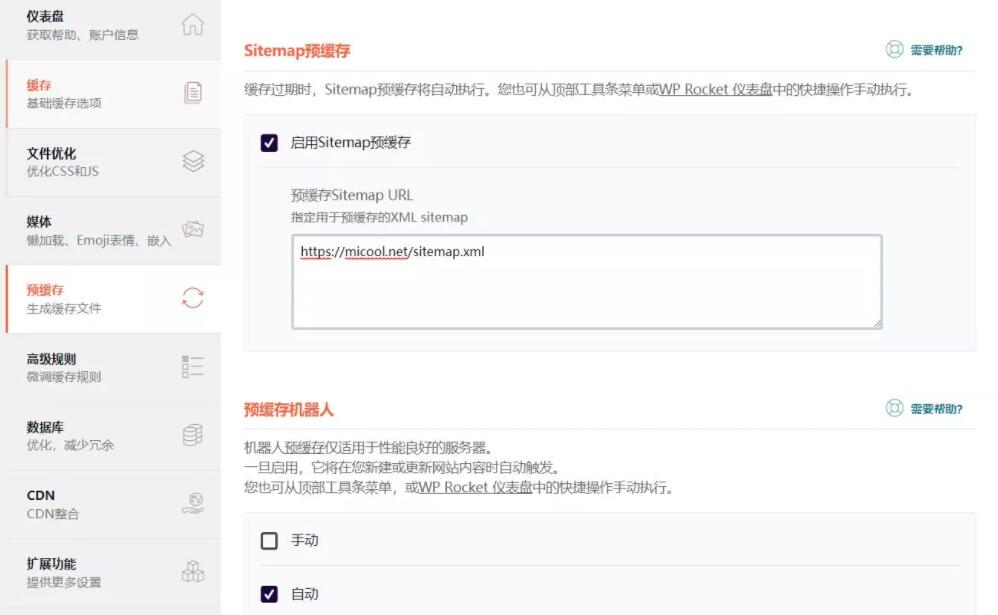 仪表盘
获取帮助、账户信息
缓存
基础缓存选项
文件优化
优化CSS和JS
媒体
懒加载、Emoji表情、嵌入
预缓存
生成缓存文件
高级规则
微调缓存规则
数据库
优化，减少冗余
CDN
CDN整合
扩展功能
提供更多设置
Sitemap预缓存
需要帮助?
缓存过期时，Sitemap预缓存将自动执行。您也可从顶部工具条菜单或WP Rocket 仪表盘中的快捷操作手动执行。
启用Sitemap预缓存
预缓存Sitemap URL
指定用于预缓存的XML sitemap
https://micool.net/sitemap.xml
预缓存机器人
需要帮助?
机器人预缓存仅适用于性能良好的服务器。
一旦启用，它将在您新建或更新网站内容时自动触发。
您也可从顶部工具条菜单，或WP Rocket 仪表盘中的快捷操作手动执行。
手动
自动